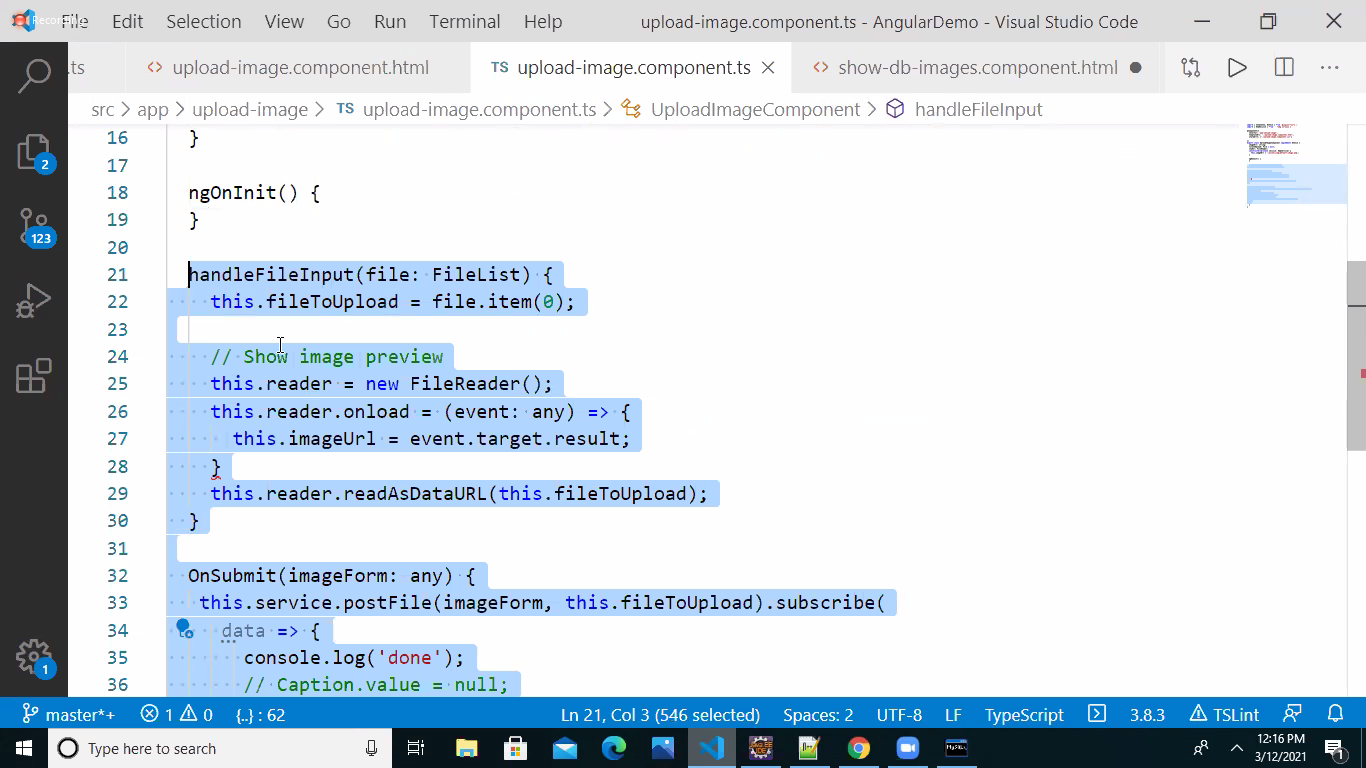 File Edit Selection View Go Run Terminal Help upload-image.component.ts - AngularDemo - Visual Studio Code
.ts <> upload-image.component.html TS upload-image.component.ts <> show-db-images.component.html
src > app > upload-image > TS upload-image.component.ts > UploadImageComponent > handleFileInput
16 }
17
18 ngOnInit() {
19 }
20
21 handleFileInput(file: FileList) {
22 this.fileToUpload = file.item(0);
23
24 // Show image preview
25 this.reader = new FileReader();
26 this.reader.onload = (event: any) => {
27 this.imageUrl = event.target.result;
28 }
29 this.reader.readAsDataURL(this.fileToUpload);
30 }
31
32 OnSubmit(imageForm: any) {
33 this.service.postFile(imageForm, this.fileToUpload).subscribe(
34 data => {
35 console.log('done');
36 // Caption.value = null;
2
123
1
master*+ 1 0 {..} : 62 Ln 21, Col 3 (546 selected) Spaces: 2 UTF-8 LF TypeScript 3.8.3 TSLint
Type here to search
12:16 PM
3/12/2021
1